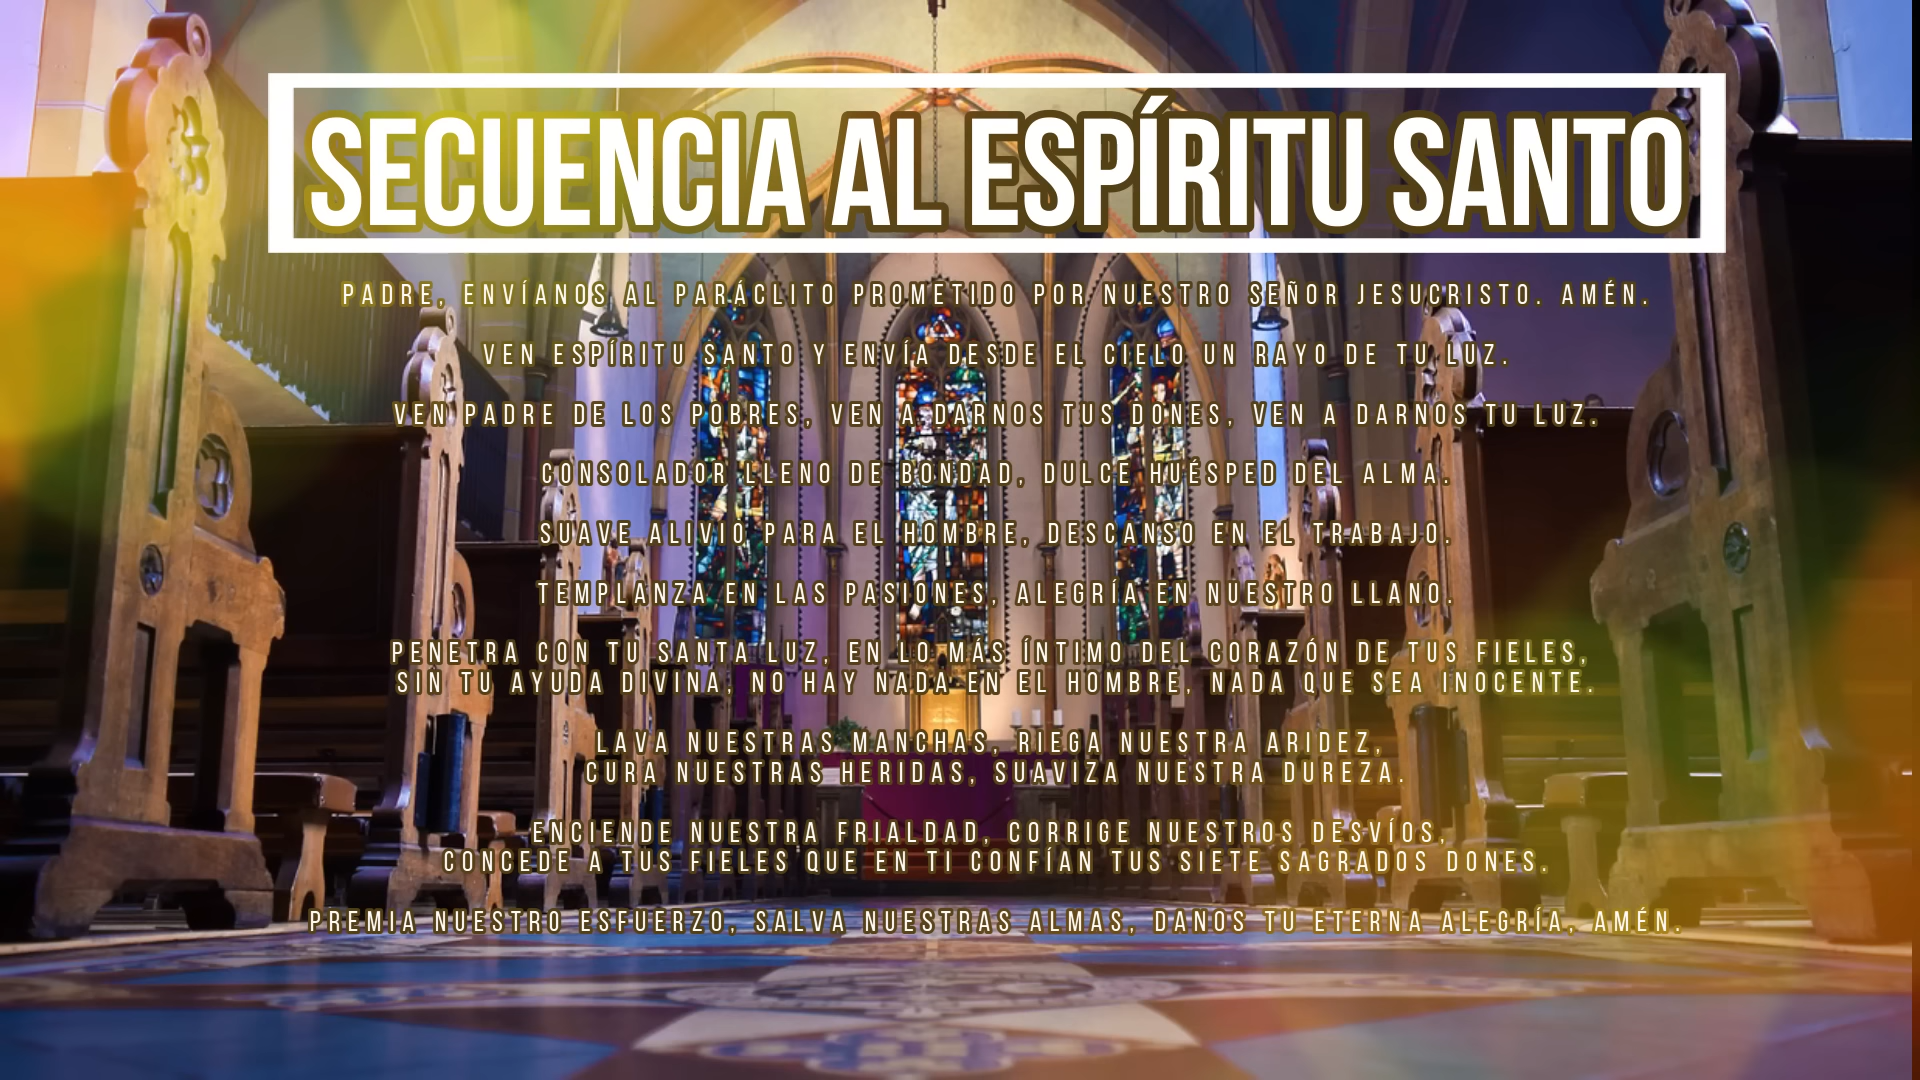 SECUENCIA AL ESPÍRITU SANTO
PADRE, ENVÍANOS AL PARÁCLITO PROMETIDO POR NUESTRO SEÑOR JESUCRISTO. AMÉN.
VEN ESPÍRITU SANTO Y ENVÍA DESDE EL CIELO UN RAYO DE TU LUZ.
VEN PADRE DE LOS POBRES, VEN A DARNOS TUS DONES, VEN A DARNOS TU LUZ.
CONSOLADOR LLENO DE BONDAD, DULCE HUÉSPED DEL ALMA.
SUAVE ALIVIO PARA EL HOMBRE, DESCANSO EN EL TRABAJO.
TEMPLANZA EN LAS PASIONES, ALEGRÍA EN NUESTRO LLANO.
PENETRA CON TU SANTA LUZ, EN LO MÁS ÍNTIMO DEL CORAZÓN DE TUS FIELES,
SIN TU AYUDA DIVINA, NO HAY NADA EN EL HOMBRE, NADA QUE SEA INOCENTE.
LAVA NUESTRAS MANCHAS, RIEGA NUESTRA ARIDEZ,
CURA NUESTRAS HERIDAS, SUAVIZA NUESTRA DUREZA.
ENCIENDE NUESTRA FRIALDAD, CORRIGE NUESTROS DESVÍOS,
CONCEDE A TUS FIELES QUE EN TI CONFÍAN TUS SIETE SAGRADOS DONES.
PREMIA NUESTRO ESFUERZO, SALVA NUESTRAS ALMAS, DANOS TU ETERNA ALEGRÍA, AMÉN.